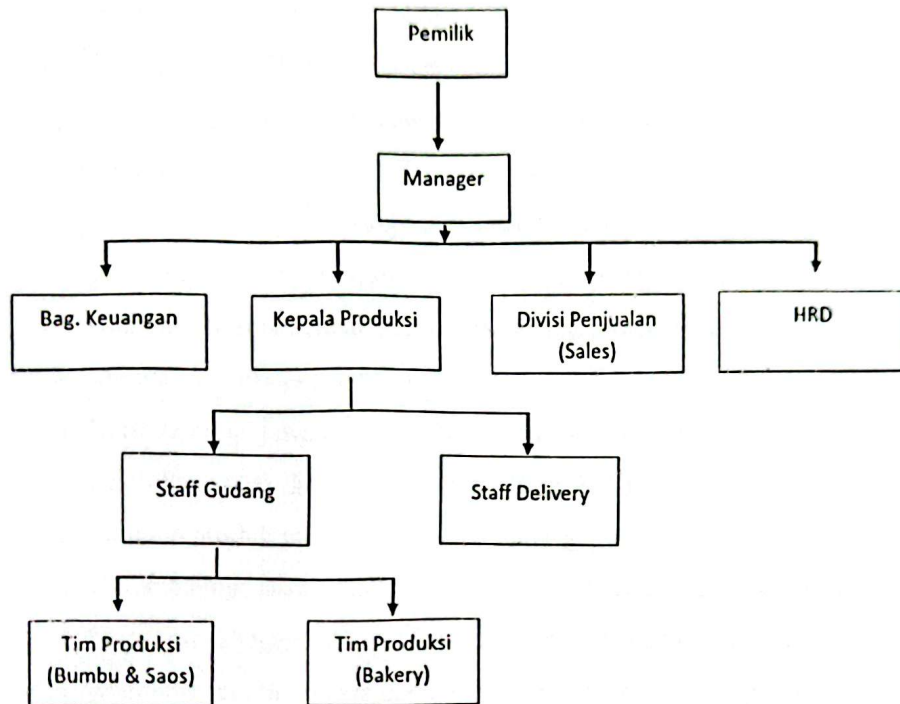 Pemilik
Manager
Bag. Keuangan
Kepala Produksi
Divisi Penjualan
(Sales)
HRD
Staff Gudang
Staff Delivery
Tim Produksi
(Bumbu & Saos)
Tim Produksi
(Bakery)